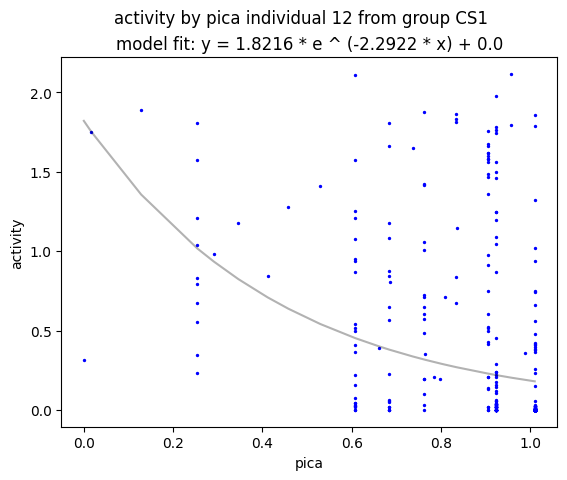 activity by pica individual 12 from group CS1
model fit: y = 1.8216 * e ^ (-2.2922 * x) + 0.0
2.0
1.5
1.0
0.5
0.0
activity
0.0 0.2 0.4 0.6 0.8 1.0
pica